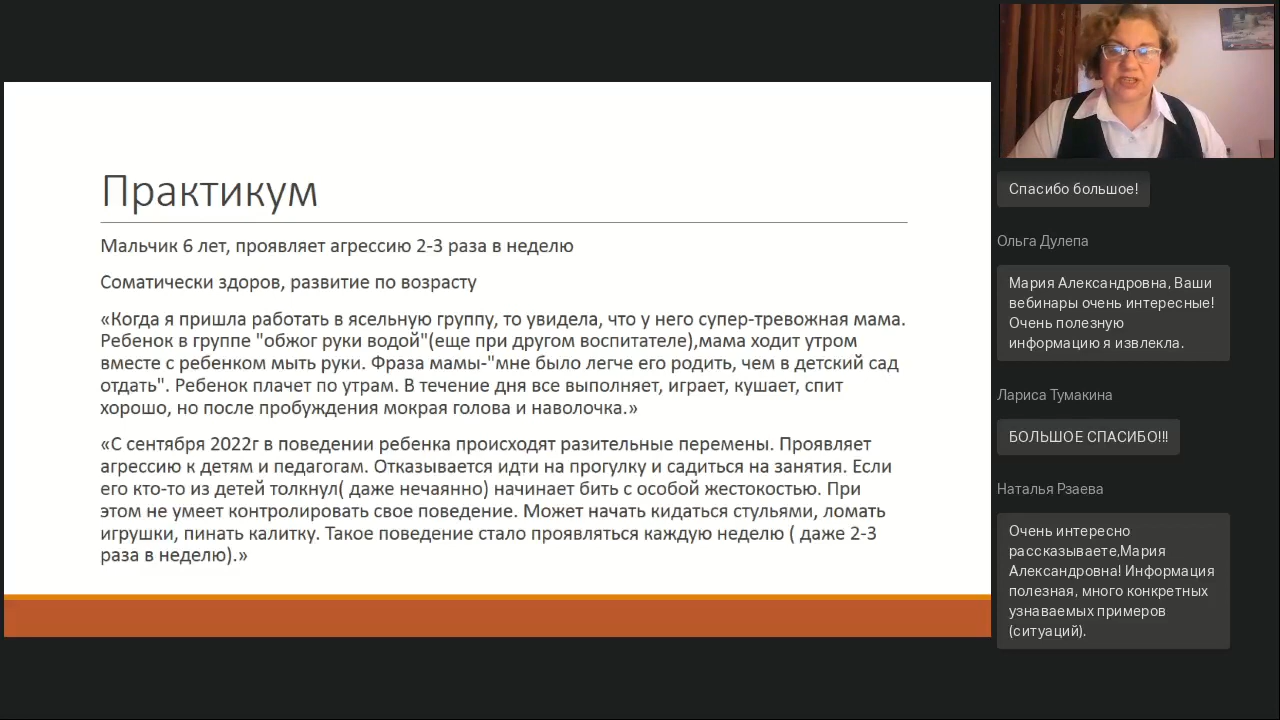 Практикум
Мальчик 6 лет, проявляет агрессию 2-3 раза в неделю
Соматически здоров, развитие по возрасту
«Когда я пришла работать в ясельную группу, то увидела, что у него супер-тревожная мама.
Ребенок в группе "обжог руки водой"(еще при другом воспитателе),мама ходит утром
вместе с ребенком мыть руки. Фраза мамы-"мне было легче его родить, чем в детский сад
отдать". Ребенок плачет по утрам. В течение дня все выполняет, играет, кушает, спит
хорошо, но после пробуждения мокрая голова и наволочка.»
«С сентября 2022г в поведении ребенка происходят разительные перемены. Проявляет
агрессию к детям и педагогам. Отказывается идти на прогулку и садиться на занятия. Если
его кто-то из детей толкнул( даже нечаянно) начинает бить с особой жестокостью. При
этом не умеет контролировать свое поведение. Может начать кидаться стульями, ломать
игрушки, пинать калитку. Такое поведение стало проявляться каждую неделю ( даже 2-3
раза в неделю).»
Спасибо большое!
Ольга Дулепа
Мария Александровна, Ваши
вебинары очень интересные!
Очень полезную
информацию я извлекла.
Лариса Тумакина
БОЛЬШОЕ СПАСИБО!!!
Наталья Рзаева
Очень интересно
рассказываете,Мария
Александровна! Информация
полезная, много конкретных
узнаваемых примеров
(ситуаций).